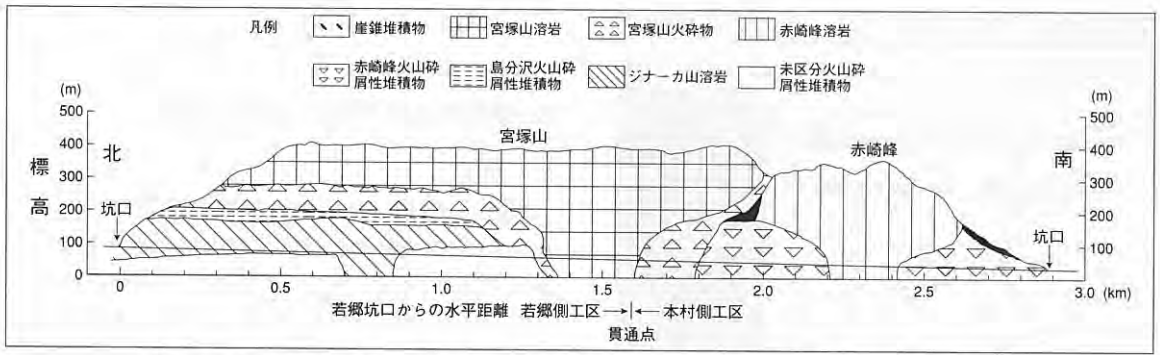 凡例
崖錐堆積物
宮塚山溶岩
宮塚山火砕物
赤崎峰溶岩
赤崎峰火山砕
屑性堆積物
島分沢火山砕
屑性堆積物
ジナーカ山溶岩
未区分火山砕
屑性堆積物
(m)
500
400
300
200
100
0
標高
北
坑口
宮塚山
赤崎峰
南
坑口
(m)
500
400
300
200
100
0 0.5 1.0 1.5 2.0 2.5 3.0 (km)
若郷坑口からの水平距離 若郷側工区 → ← 本村側工区
貫通点